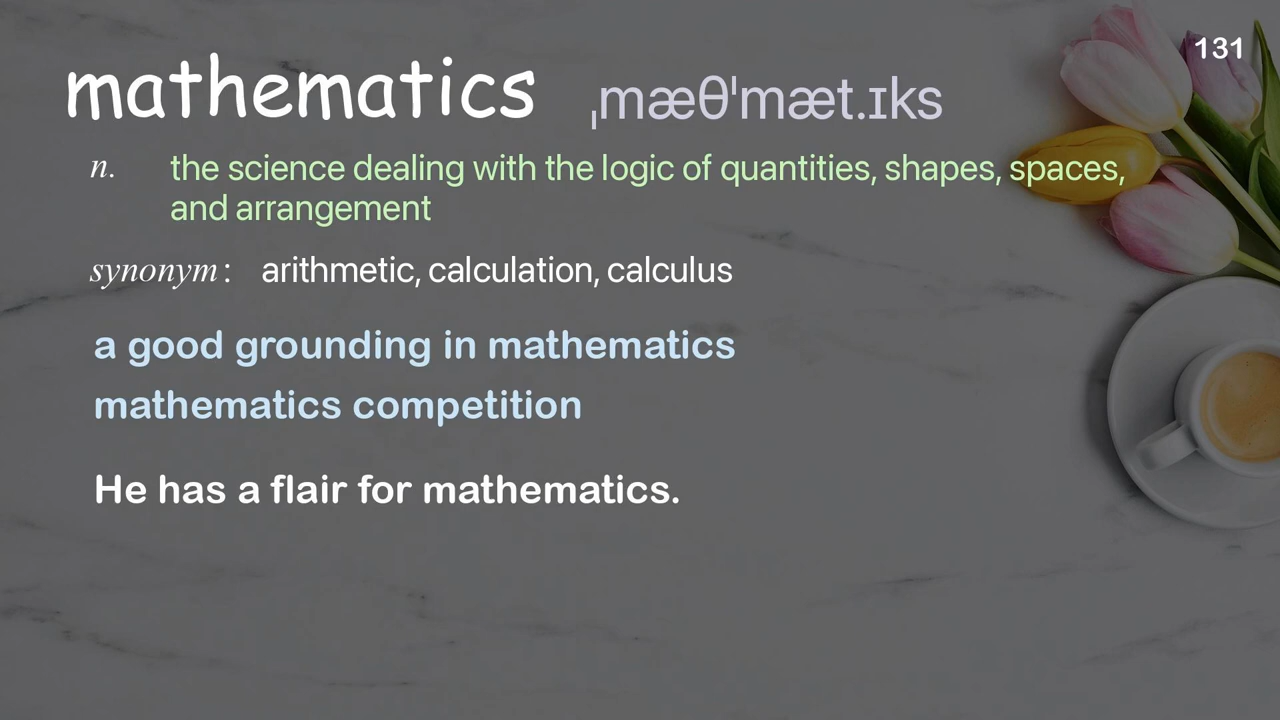 131
mathematics ˌmæθˈmæt.ɪks
n. the science dealing with the logic of quantities, shapes, spaces,
and arrangement
synonym: arithmetic, calculation, calculus
a good grounding in mathematics
mathematics competition
He has a flair for mathematics.